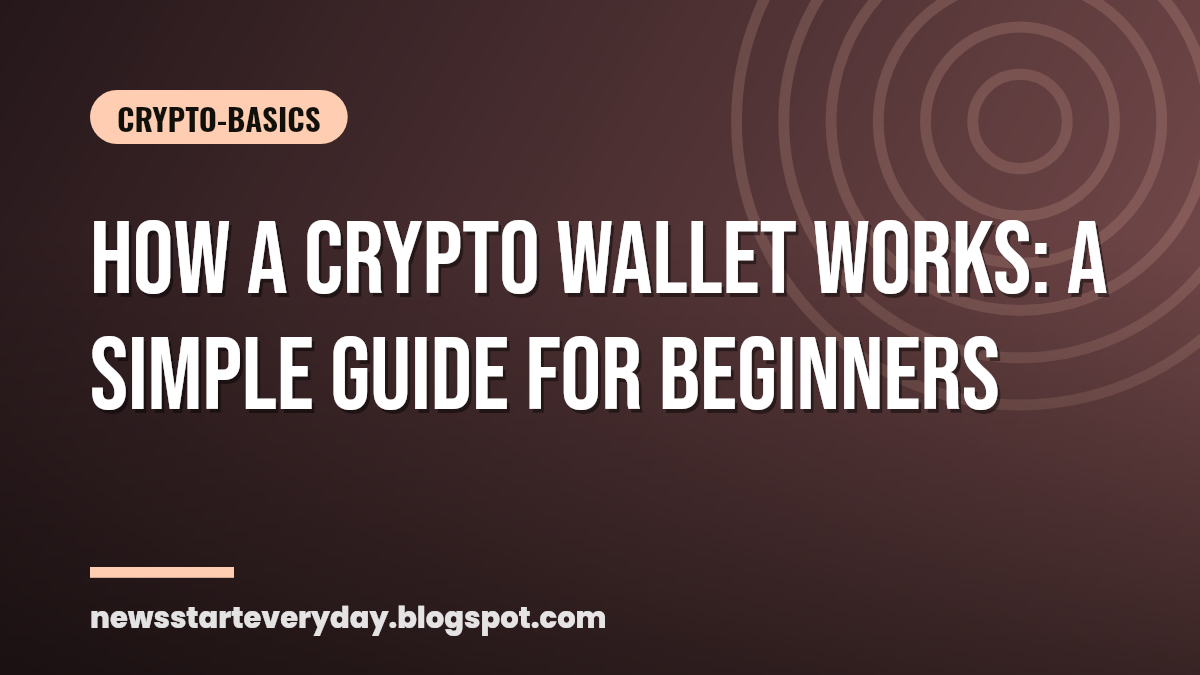 CRYPTO-BASICS
HOW A CRYPTO WALLET WORKS: A
SIMPLE GUIDE FOR BEGINNERS
newsstarteveryday.blogspot.com